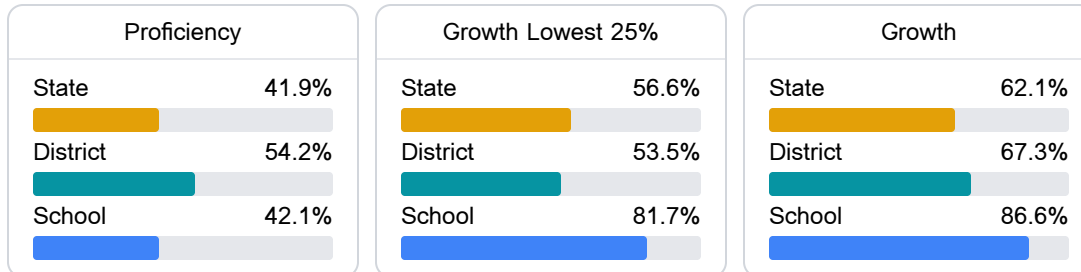 Proficiency
State 41.9%
District 54.2%
School 42.1%
Growth Lowest 25%
State 56.6%
District 53.5%
School 81.7%
Growth
State 62.1%
District 67.3%
School 86.6%